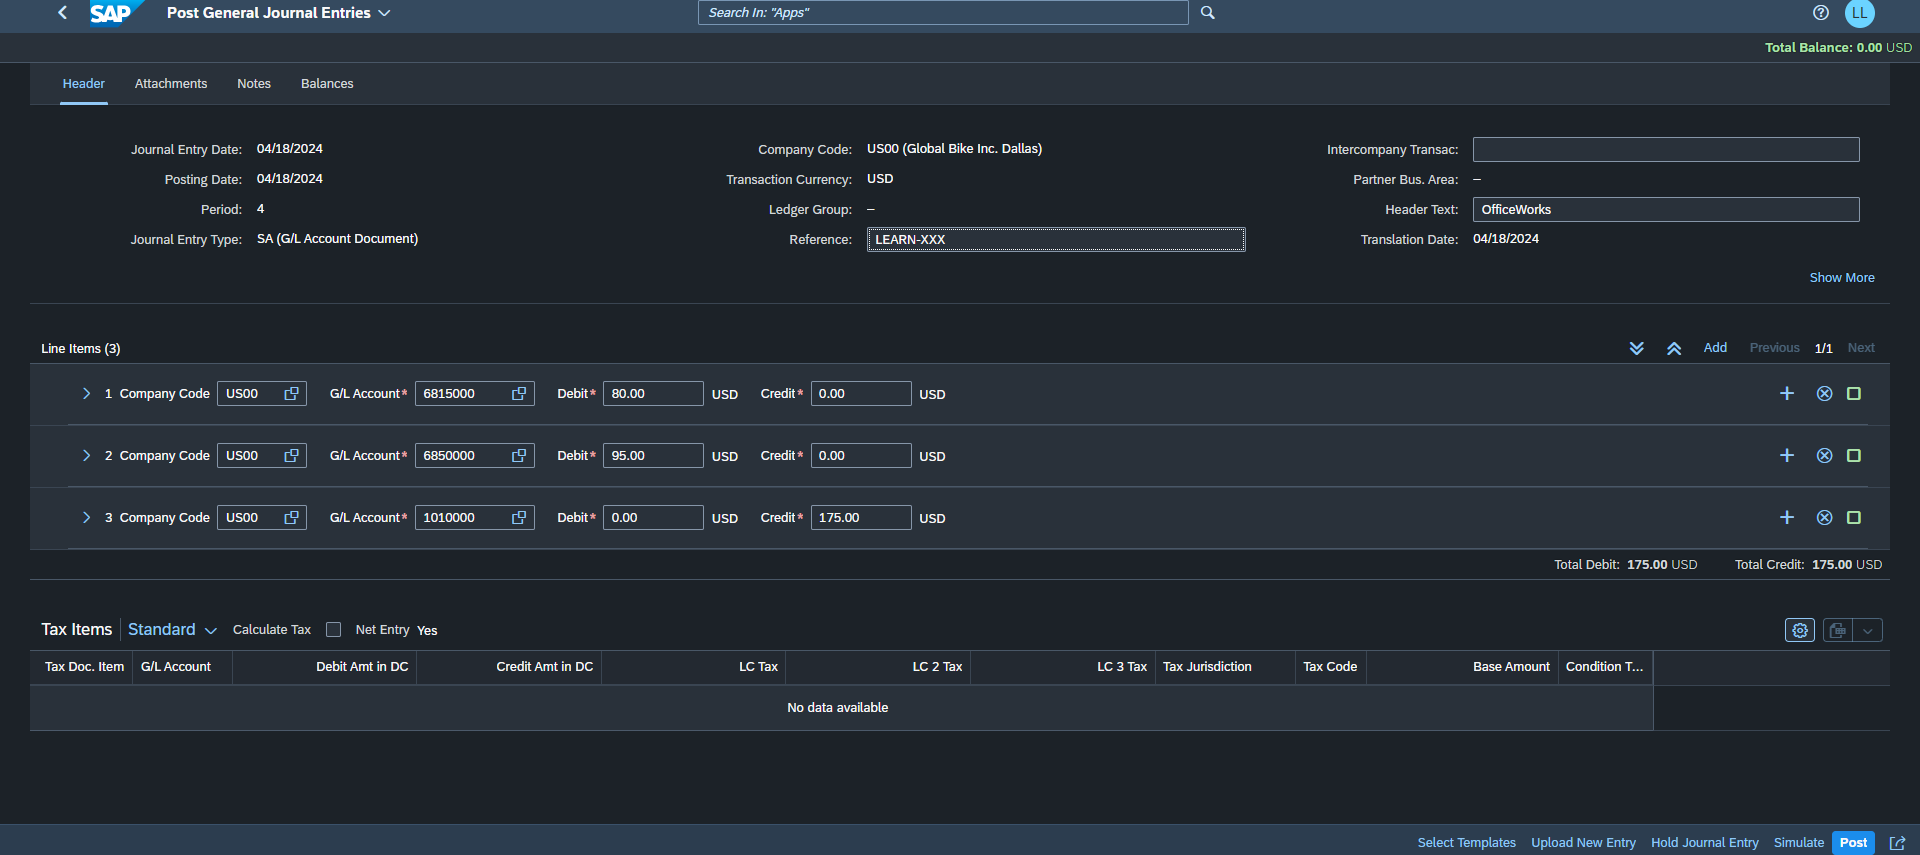 SAP Post General Journal Entries Search In: "Apps" LL
Total Balance: 0.00 USD
Header Attachments Notes Balances
Journal Entry Date: 04/18/2024 Company Code: US00 (Global Bike Inc. Dallas) Intercompany Transac:
Posting Date: 04/18/2024 Transaction Currency: USD Partner Bus. Area: –
Period: 4 Ledger Group: – Header Text: OfficeWorks
Journal Entry Type: SA (G/L Account Document) Reference: LEARN-XXX Translation Date: 04/18/2024
Show More
Line Items (3) Add Previous 1/1 Next
1 Company Code US00 G/L Account* 6815000 Debit* 80.00 USD Credit* 0.00 USD
2 Company Code US00 G/L Account* 6850000 Debit* 95.00 USD Credit* 0.00 USD
3 Company Code US00 G/L Account* 1010000 Debit* 0.00 USD Credit* 175.00 USD
Total Debit: 175.00 USD Total Credit: 175.00 USD
Tax Items Standard Calculate Tax Net Entry Yes
Tax Doc. Item G/L Account Debit Amt in DC Credit Amt in DC LC Tax LC 2 Tax LC 3 Tax Tax Jurisdiction Tax Code Base Amount Condition T...
No data available
Select Templates Upload New Entry Hold Journal Entry Simulate Post